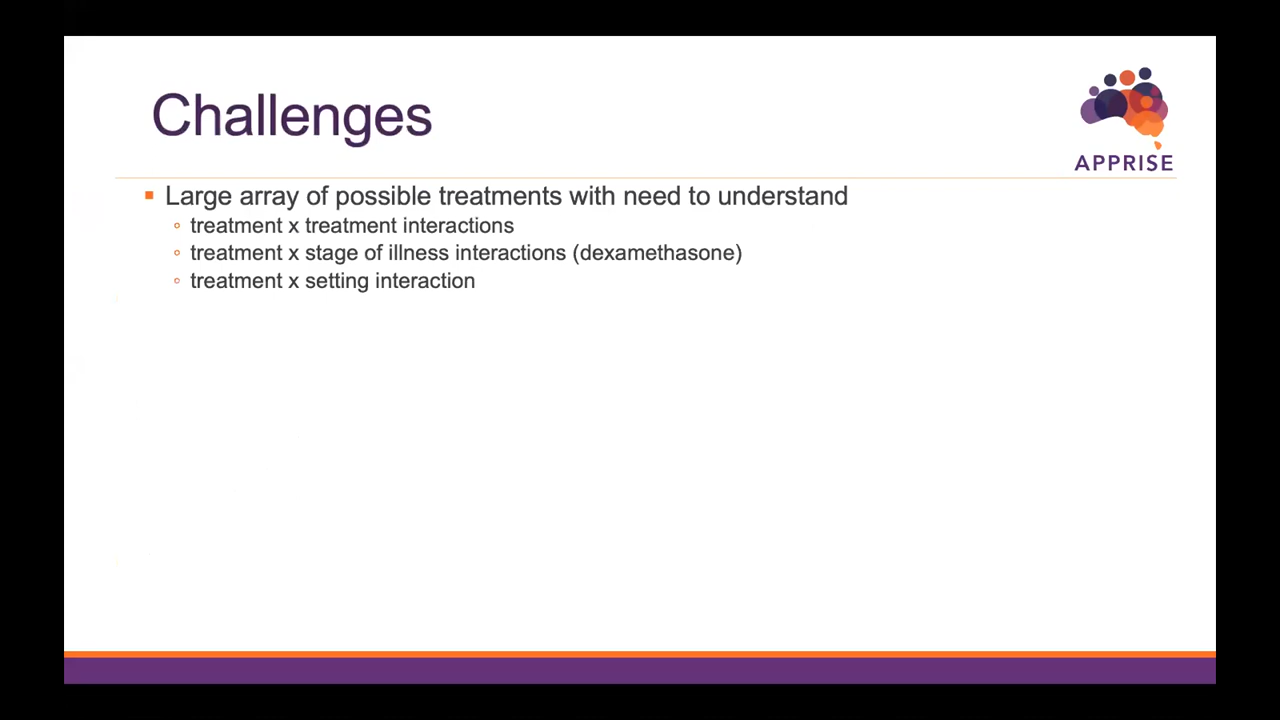 Challenges
APPRISE
Large array of possible treatments with need to understand
treatment x treatment interactions
treatment x stage of illness interactions (dexamethasone)
treatment x setting interaction